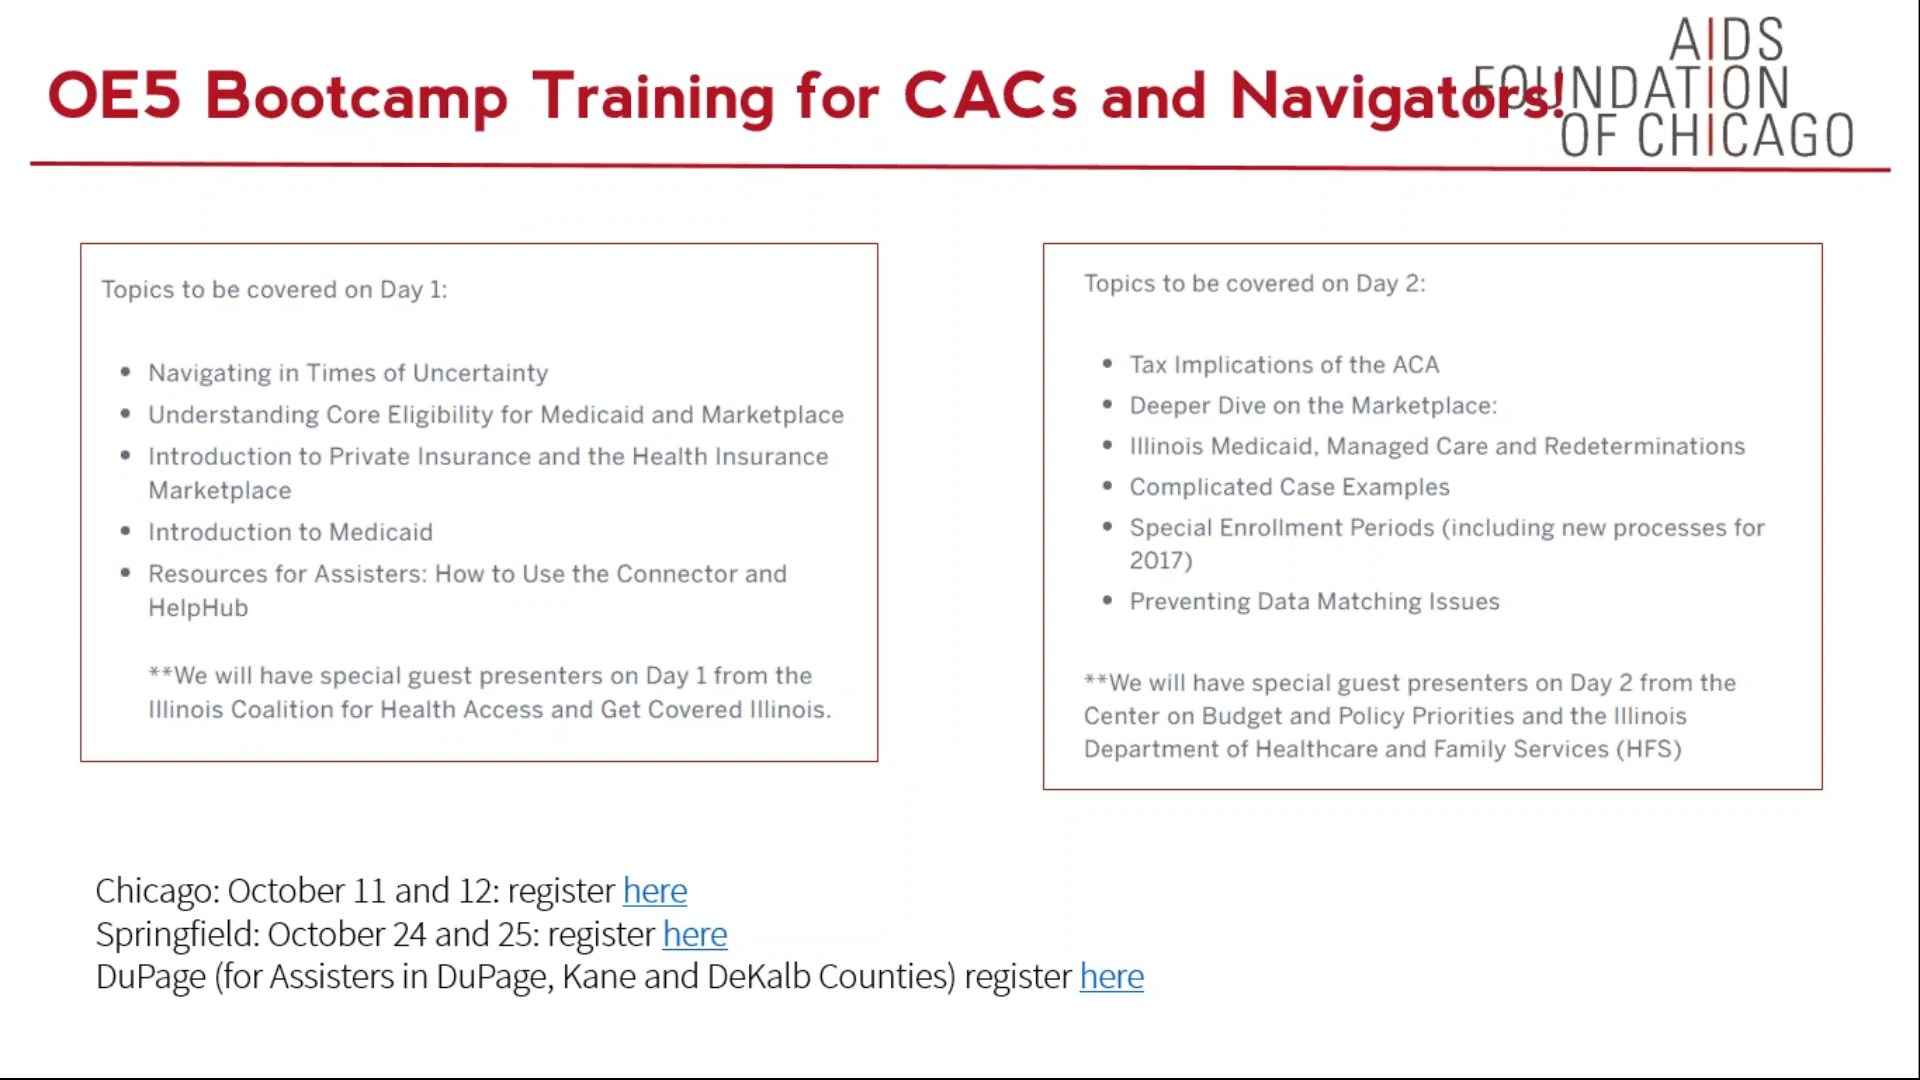 OE5 Bootcamp Training for CACs and Navigators!
AIDS
FOUNDATION
OF CHICAGO
Topics to be covered on Day 1:
• Navigating in Times of Uncertainty
• Understanding Core Eligibility for Medicaid and Marketplace
• Introduction to Private Insurance and the Health Insurance
Marketplace
• Introduction to Medicaid
• Resources for Assisters: How to Use the Connector and
HelpHub
**We will have special guest presenters on Day 1 from the
Illinois Coalition for Health Access and Get Covered Illinois.
Topics to be covered on Day 2:
• Tax Implications of the ACA
• Deeper Dive on the Marketplace:
• Illinois Medicaid, Managed Care and Redeterminations
• Complicated Case Examples
• Special Enrollment Periods (including new processes for
2017)
• Preventing Data Matching Issues
**We will have special guest presenters on Day 2 from the
Center on Budget and Policy Priorities and the Illinois
Department of Healthcare and Family Services (HFS)
Chicago: October 11 and 12: register here
Springfield: October 24 and 25: register here
DuPage (for Assisters in DuPage, Kane and DeKalb Counties) register here